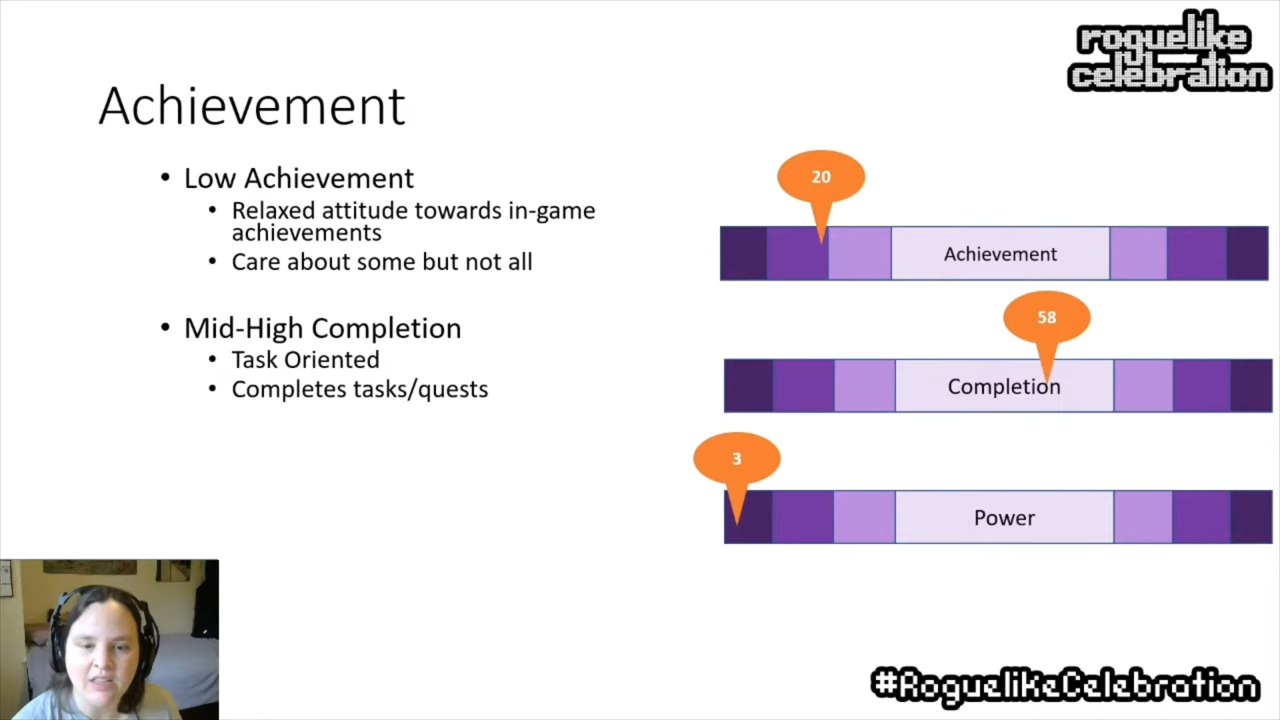 roguelike
celebration
Achievement
• Low Achievement
• Relaxed attitude towards in-game
achievements
• Care about some but not all
• Mid-High Completion
• Task Oriented
• Completes tasks/quests
20
Achievement
58
Completion
3
Power
#RoguelikeCelebration